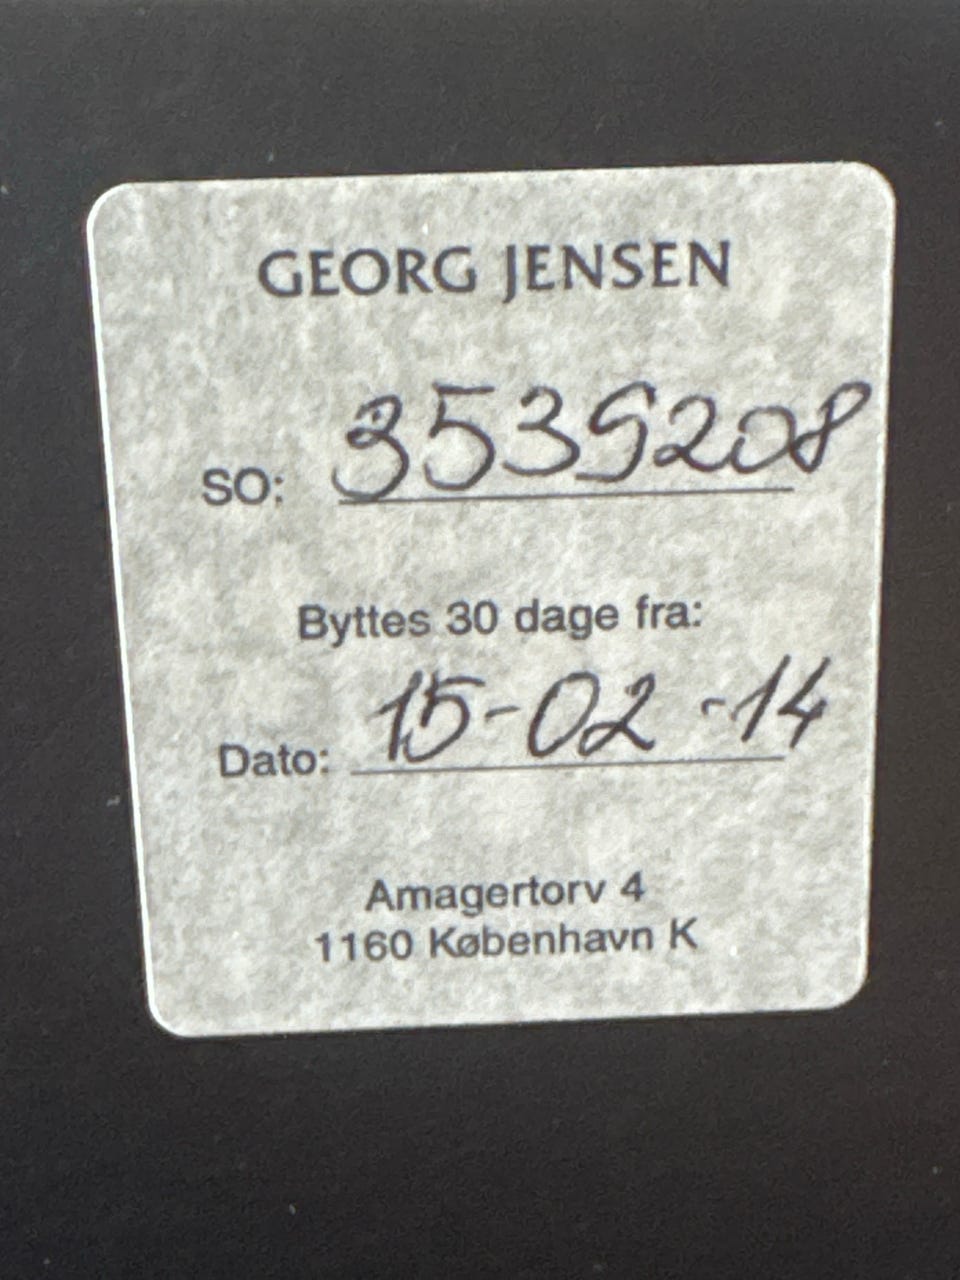 GEORG JENSEN
SO: 3539208
Byttes 30 dage fra:
Dato: 15-02-14
Amagertorv 4
1160 København K